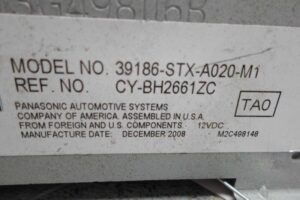 MODEL NO. 39186-STX-A020-M1
REF. NO. CY-BH2661ZC
TAO
PANASONIC AUTOMOTIVE SYSTEMS
COMPANY OF AMERICA. ASSEMBLED IN U.S.A.
FROM FOREIGN AND U.S. COMPONENTS. 12VDC
MANUFACTURE DATE: DECEMBER 2008 M2C498148